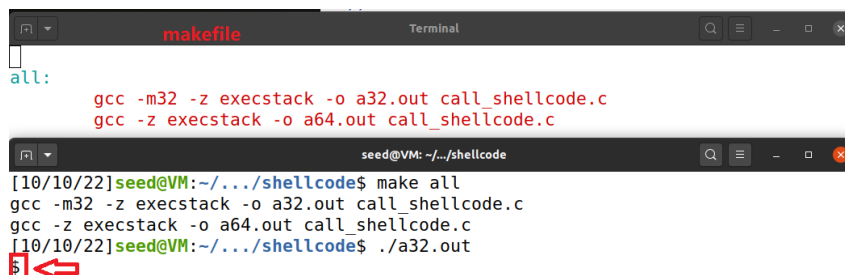 makefile
Terminal
all:
gcc -m32 -z execstack -o a32.out call_shellcode.c
gcc -z execstack -o a64.out call_shellcode.c
seed@VM: ~/.../shellcode
[10/10/22]seed@VM:~/.../shellcode$ make all
gcc -m32 -z execstack -o a32.out call_shellcode.c
gcc -z execstack -o a64.out call_shellcode.c
[10/10/22]seed@VM:~/.../shellcode$ ./a32.out
$